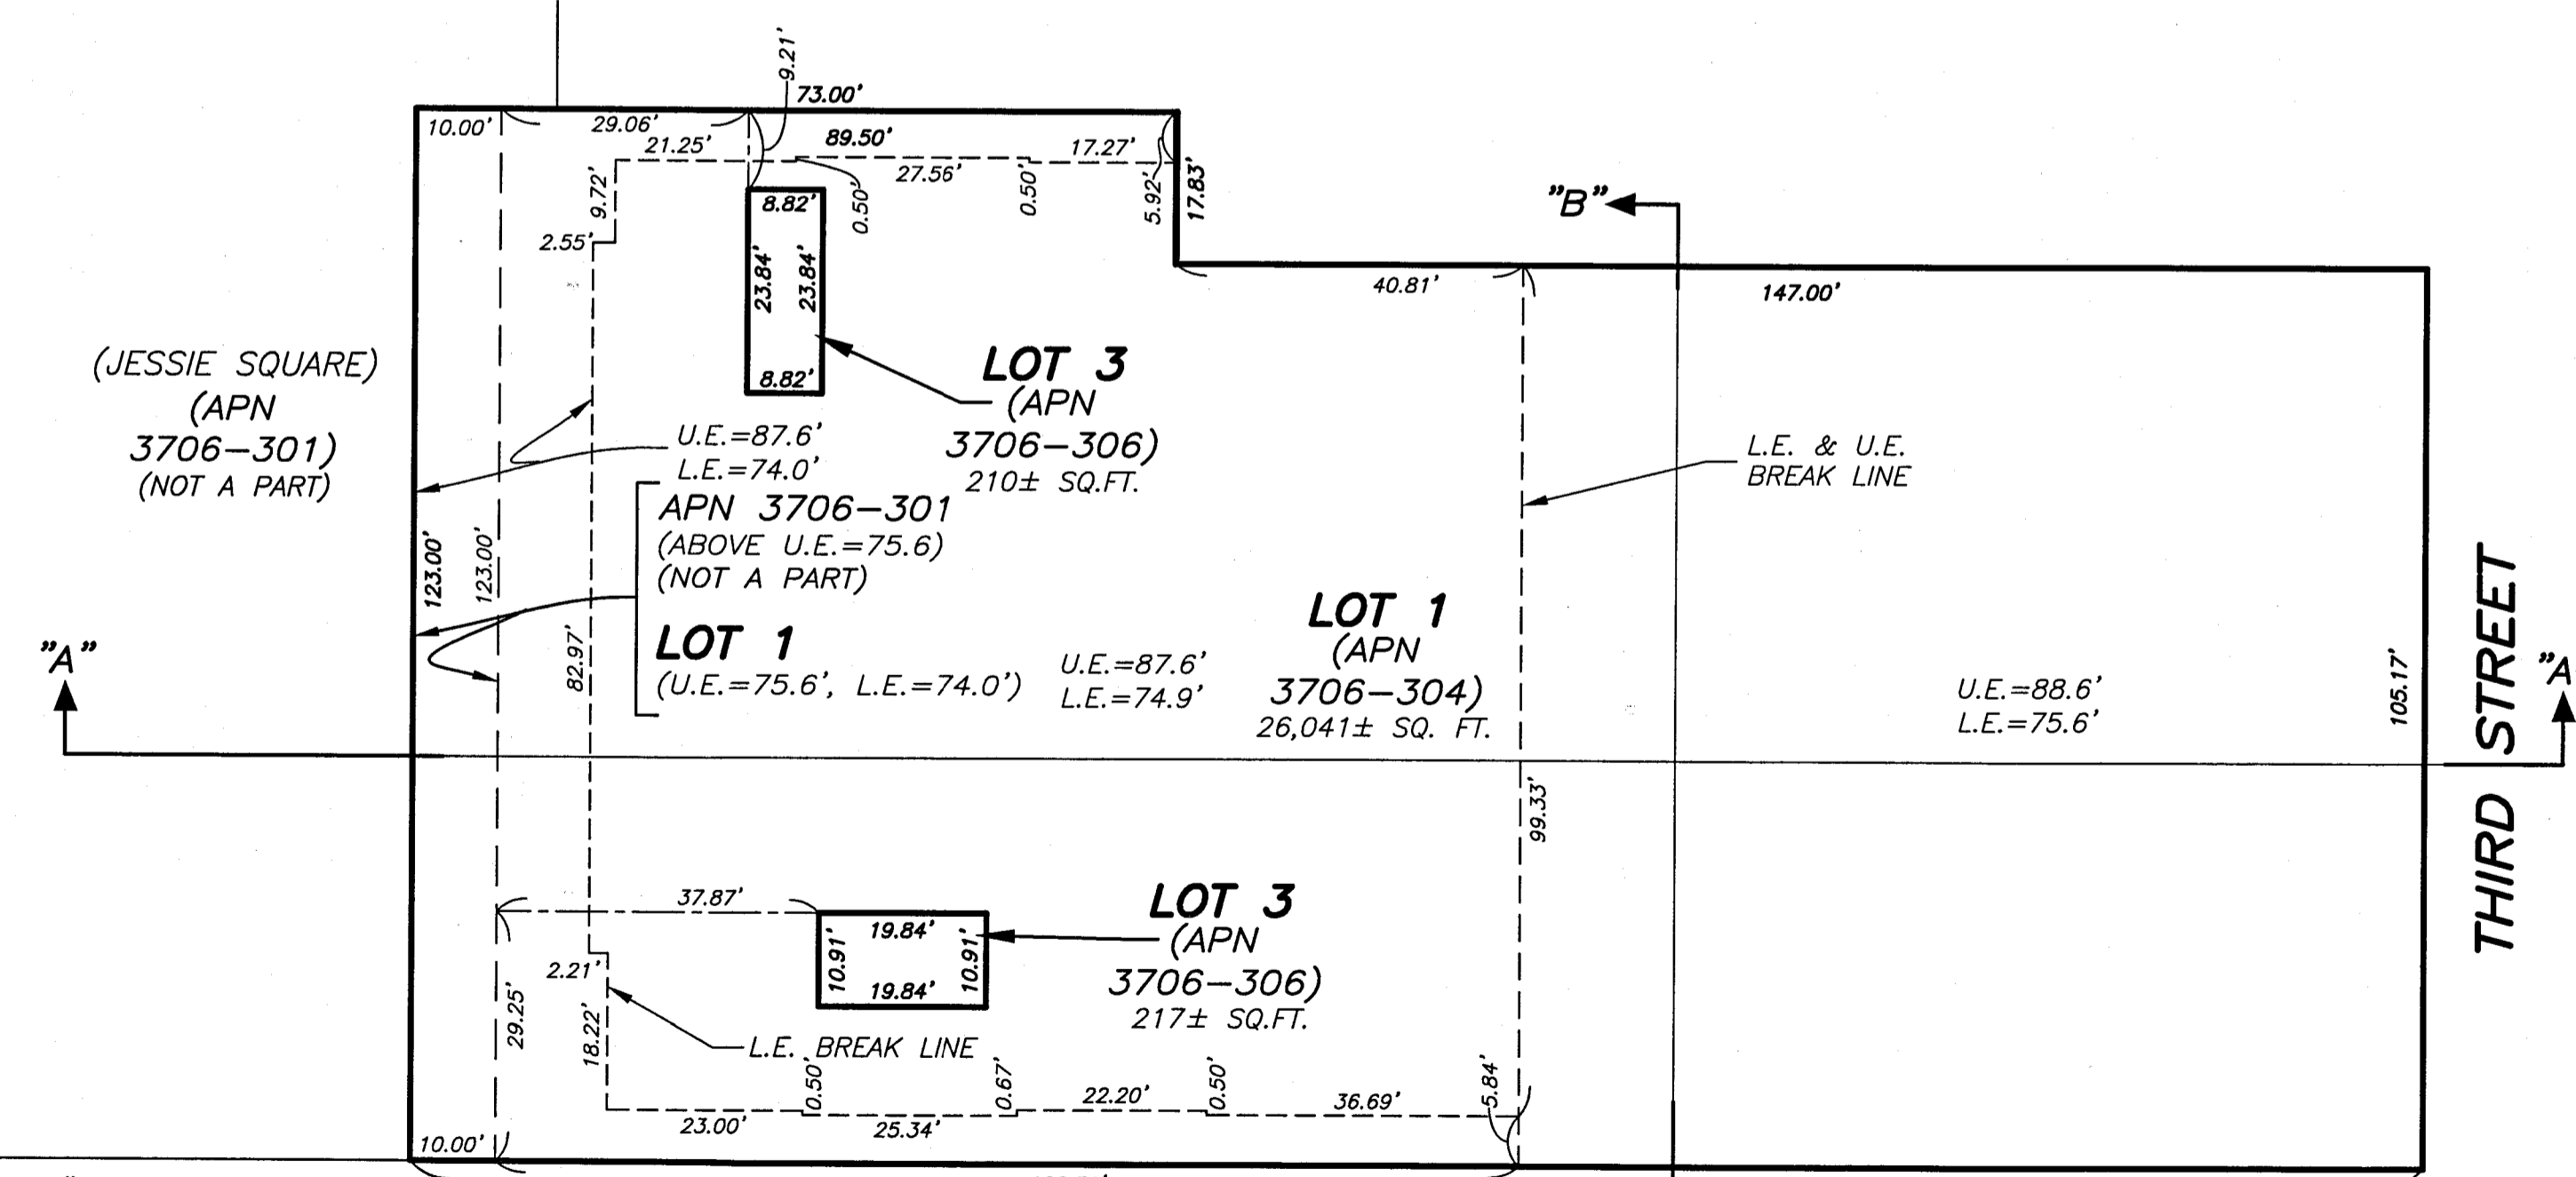 9.21'
73.00'
10.00'
29.06'
21.25'
89.50'
17.27'
27.56'
9.72'
8.82'
0.50'
0.50'
5.92'
17.83'
"B"
2.55'
23.84'
23.84'
40.81'
147.00'
(JESSIE SQUARE)
(APN
3706-301)
(NOT A PART)
8.82'
LOT 3
(APN
3706-306)
210± SQ.FT.
U.E.=87.6'
L.E.=74.0'
L.E. & U.E.
BREAK LINE
APN 3706-301
(ABOVE U.E.=75.6)
(NOT A PART)
123.00'
123.00'
LOT 1
(U.E.=75.6', L.E.=74.0')
82.97'
U.E.=87.6'
L.E.=74.9'
LOT 1
(APN
3706-304)
26,041± SQ. FT.
U.E.=88.6'
L.E.=75.6'
105.17'
THIRD STREET
"A"
"A
99.33'
37.87'
19.84'
10.91'
10.91'
19.84'
LOT 3
(APN
3706-306)
217± SQ.FT.
2.21'
29.25'
18.22'
L.E. BREAK LINE
0.50'
0.67'
22.20'
0.50'
36.69'
5.84'
23.00'
25.34'
10.00'